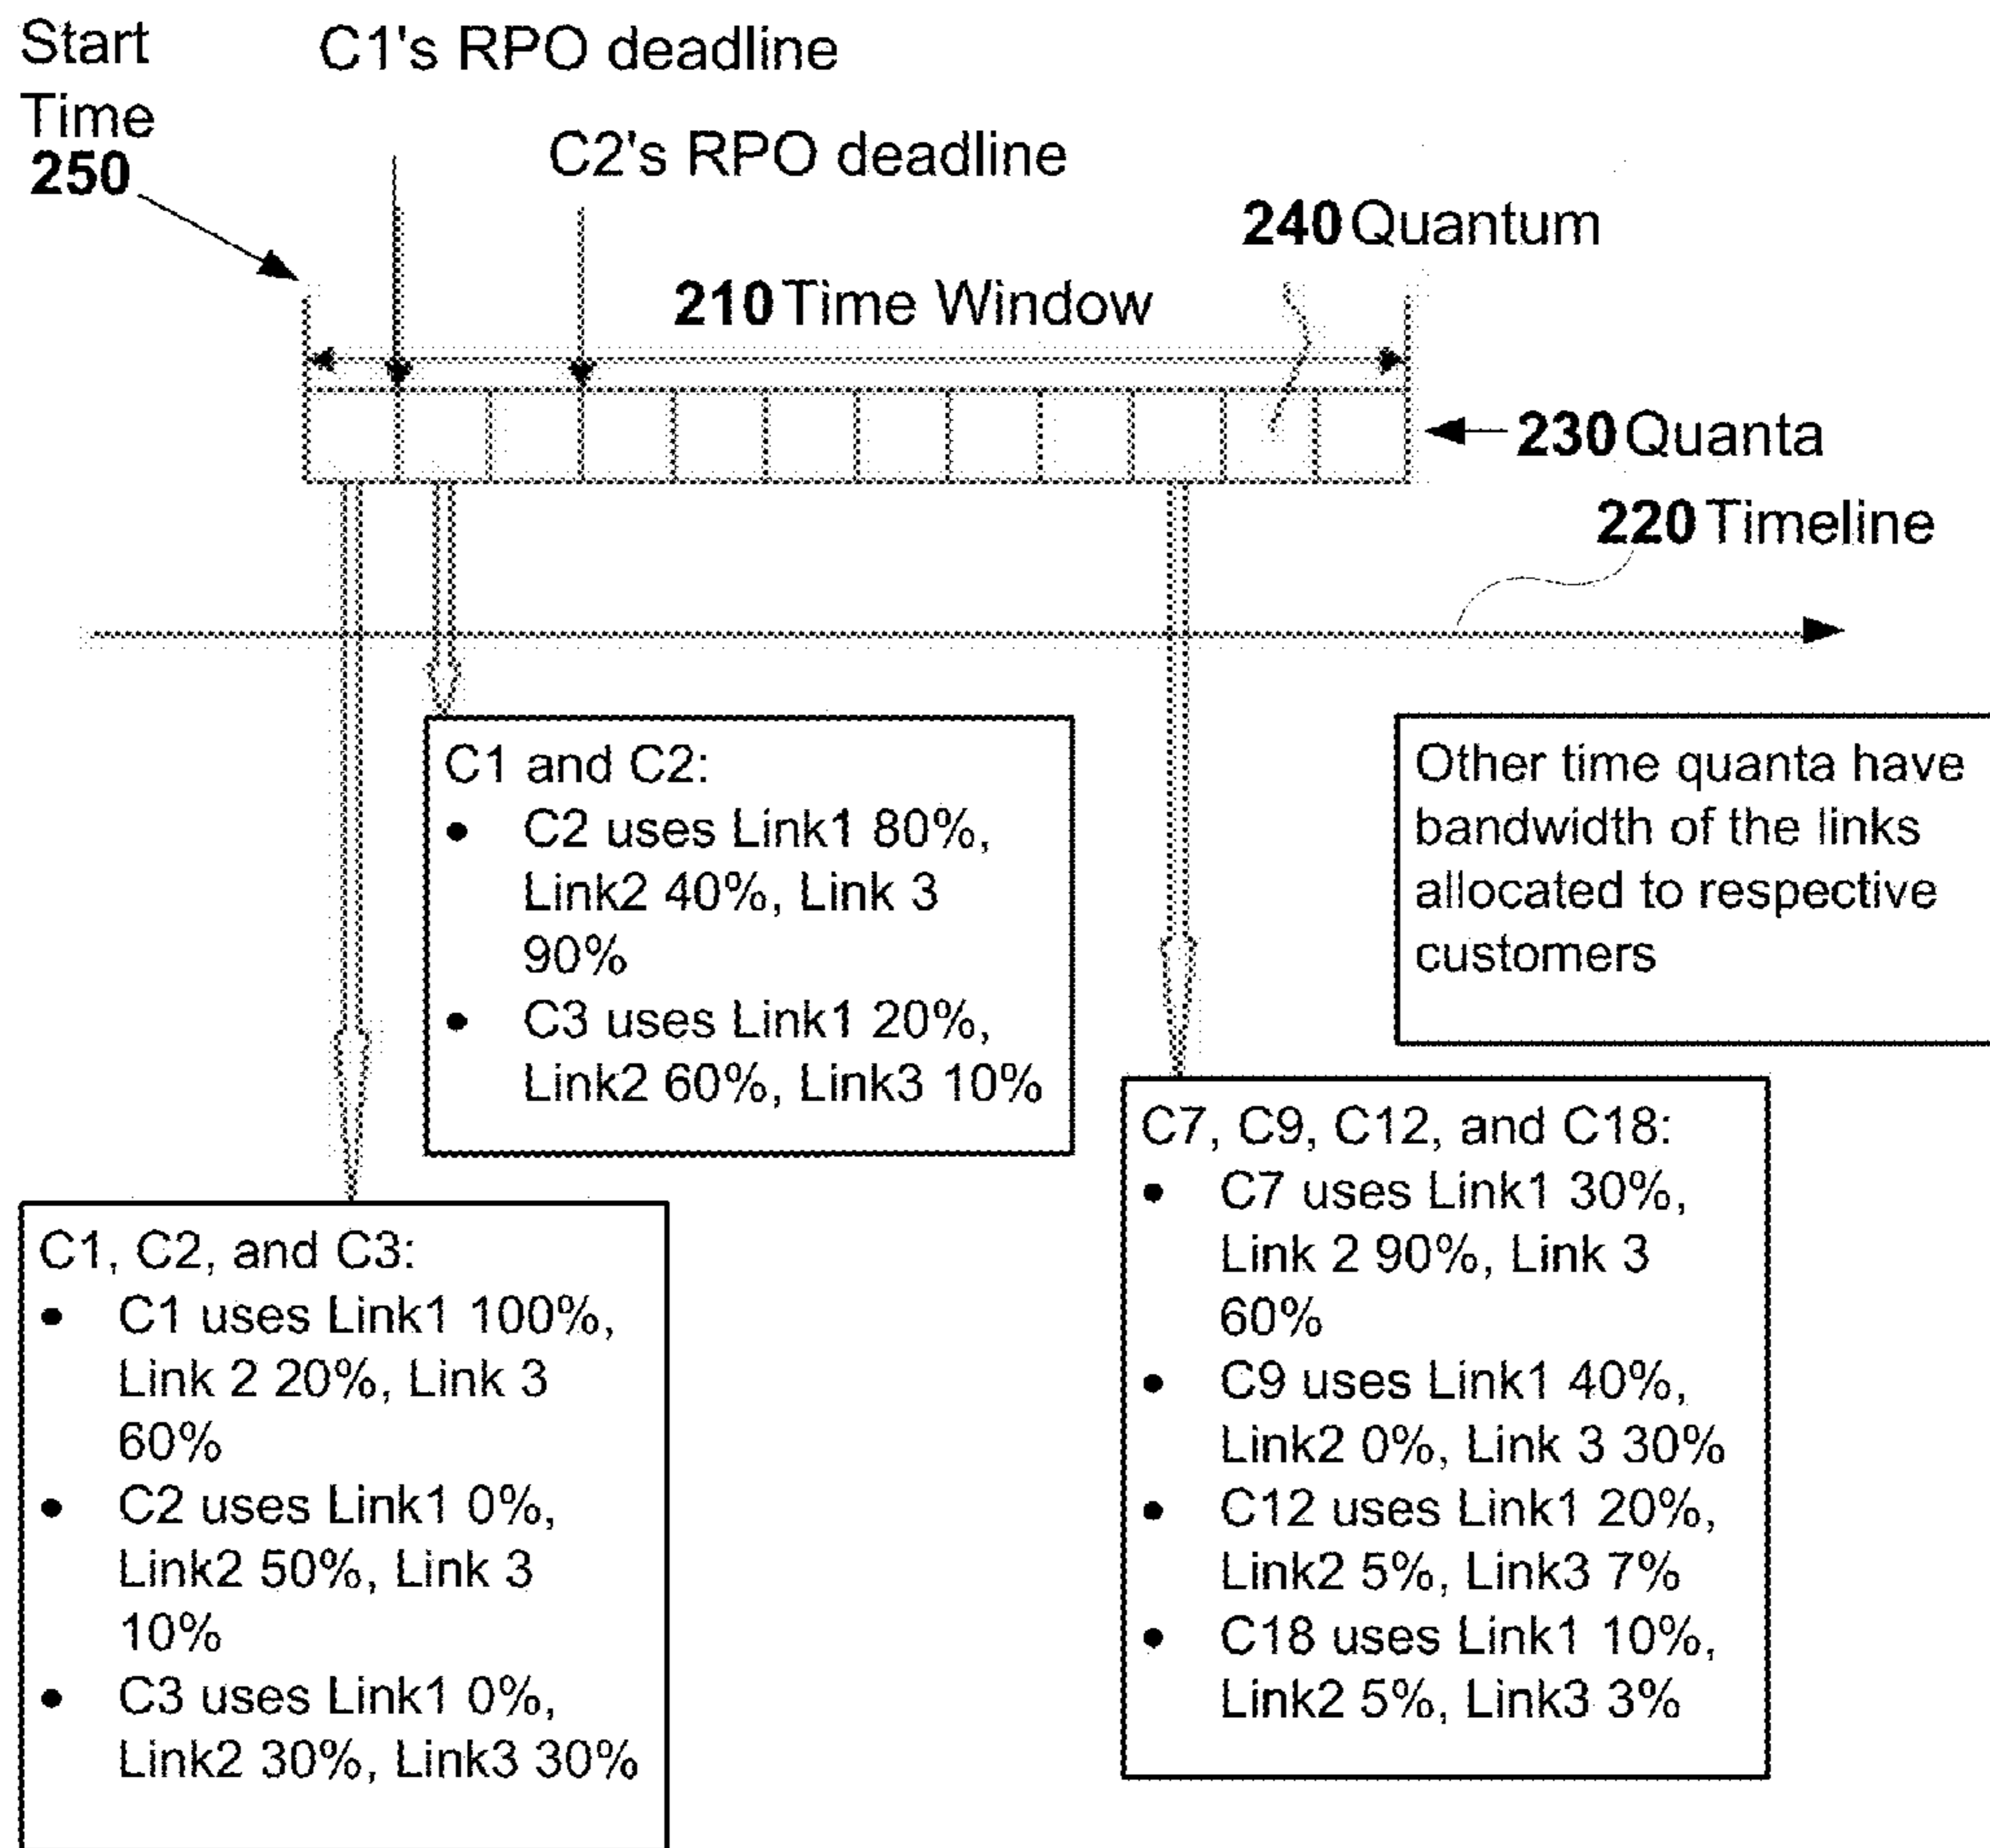 Start
Time
250
C1's RPO deadline
C2's RPO deadline
240 Quantum
210 Time Window
230 Quanta
220 Timeline
C1 and C2:
• C2 uses Link1 80%,
Link2 40%, Link 3
90%
• C3 uses Link1 20%,
Link2 60%, Link3 10%
Other time quanta have
bandwidth of the links
allocated to respective
customers
C1, C2, and C3:
• C1 uses Link1 100%,
Link 2 20%, Link 3
60%
• C2 uses Link1 0%,
Link2 50%, Link 3
10%
• C3 uses Link1 0%,
Link2 30%, Link3 30%
C7, C9, C12, and C18:
• C7 uses Link1 30%,
Link 2 90%, Link 3
60%
• C9 uses Link1 40%,
Link2 0%, Link 3 30%
• C12 uses Link1 20%,
Link2 5%, Link3 7%
• C18 uses Link1 10%,
Link2 5%, Link3 3%